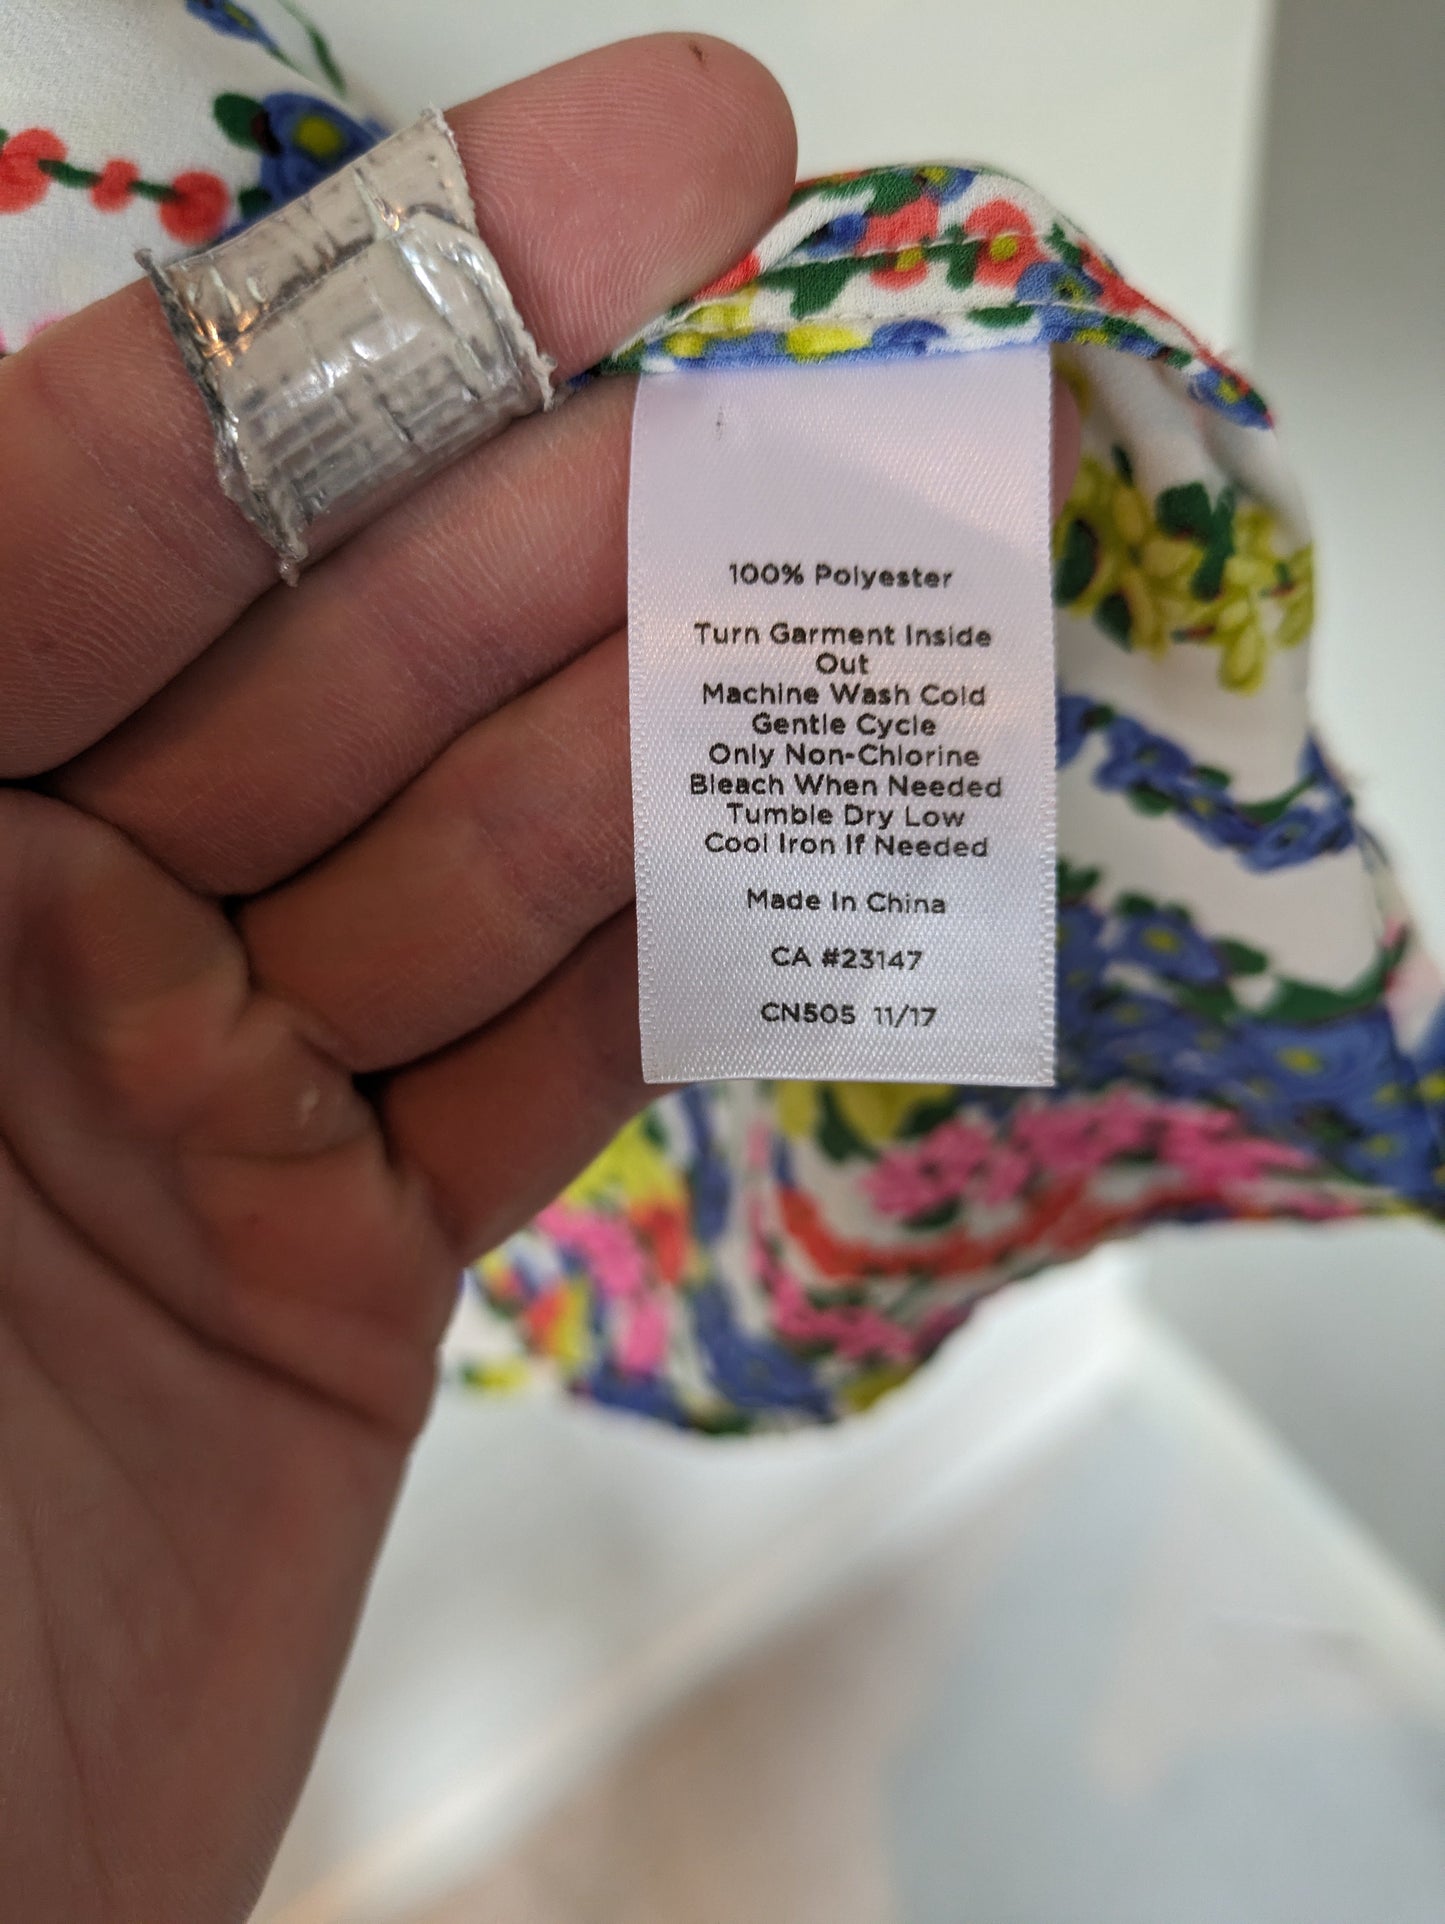 100% Polyester
Turn Garment Inside
Out
Machine Wash Cold
Gentle Cycle
Only Non-Chlorine
Bleach When Needed
Tumble Dry Low
Cool Iron If Needed
Made In China
CA #23147
CN505 11/17